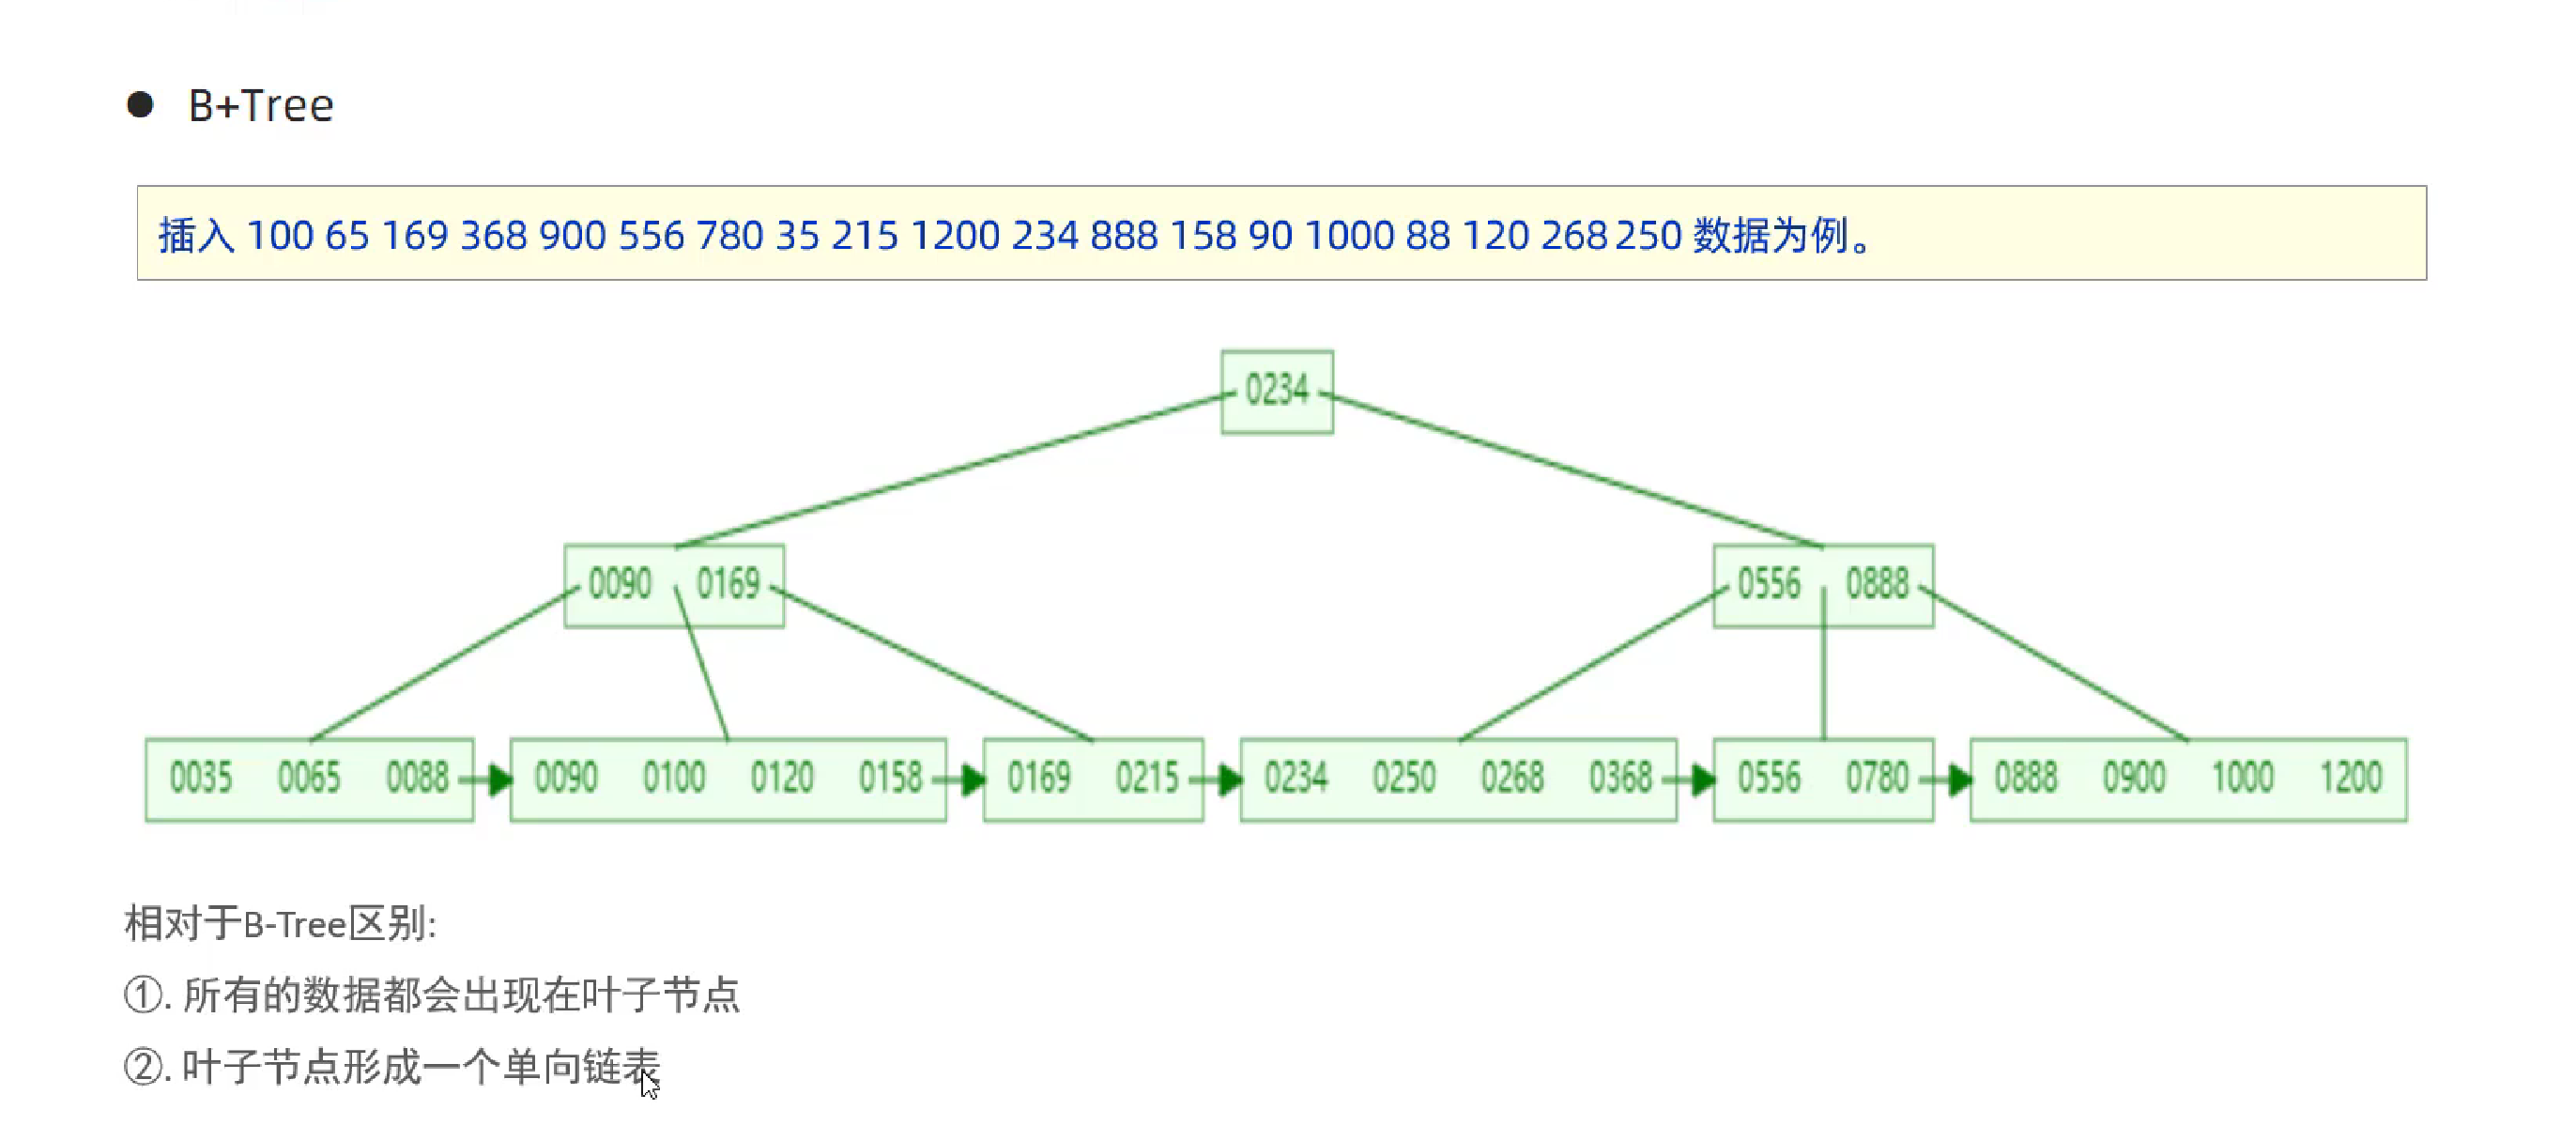 ● B+Tree
插入 100 65 169 368 900 556 780 35 215 1200 234 888 158 90 1000 88 120 268 250 数据为例。
0234
0090 0169 0556 0888
0035 0065 0088 0090 0100 0120 0158 0169 0215 0234 0250 0268 0368 0556 0780 0888 0900 1000 1200
相对于B-Tree区别:
①. 所有的数据都会出现在叶子节点
②. 叶子节点形成一个单向链表